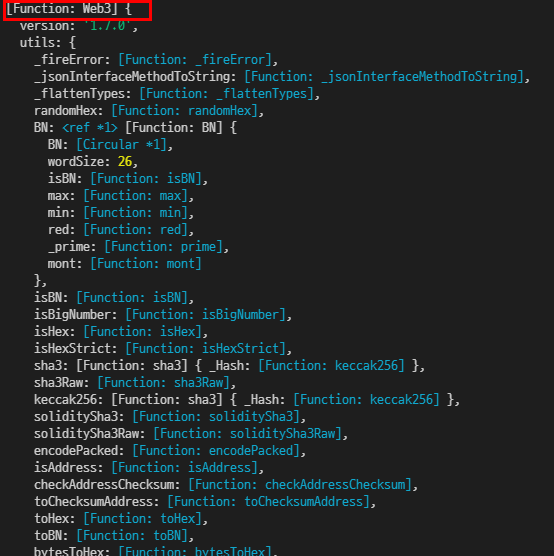 [Function: Web3] {
version: '1.7.0',
utils: {
_fireError: [Function: _fireError],
_jsonInterfaceMethodToString: [Function: _jsonInterfaceMethodToString],
_flattenTypes: [Function: _flattenTypes],
randomHex: [Function: randomHex],
BN: <ref *1> [Function: BN] {
BN: [Circular *1],
wordSize: 26,
isBN: [Function: isBN],
max: [Function: max],
min: [Function: min],
red: [Function: red],
_prime: [Function: prime],
mont: [Function: mont]
},
isBN: [Function: isBN],
isBigNumber: [Function: isBigNumber],
isHex: [Function: isHex],
isHexStrict: [Function: isHexStrict],
sha3: [Function: sha3] { _Hash: [Function: keccak256] },
sha3Raw: [Function: sha3Raw],
keccak256: [Function: sha3] { _Hash: [Function: keccak256] },
soliditySha3: [Function: soliditySha3],
soliditySha3Raw: [Function: soliditySha3Raw],
encodePacked: [Function: encodePacked],
isAddress: [Function: isAddress],
checkAddressChecksum: [Function: checkAddressChecksum],
toChecksumAddress: [Function: toChecksumAddress],
toHex: [Function: toHex],
toBN: [Function: toBN],
bytesToHex: [Function: bytesToHex],